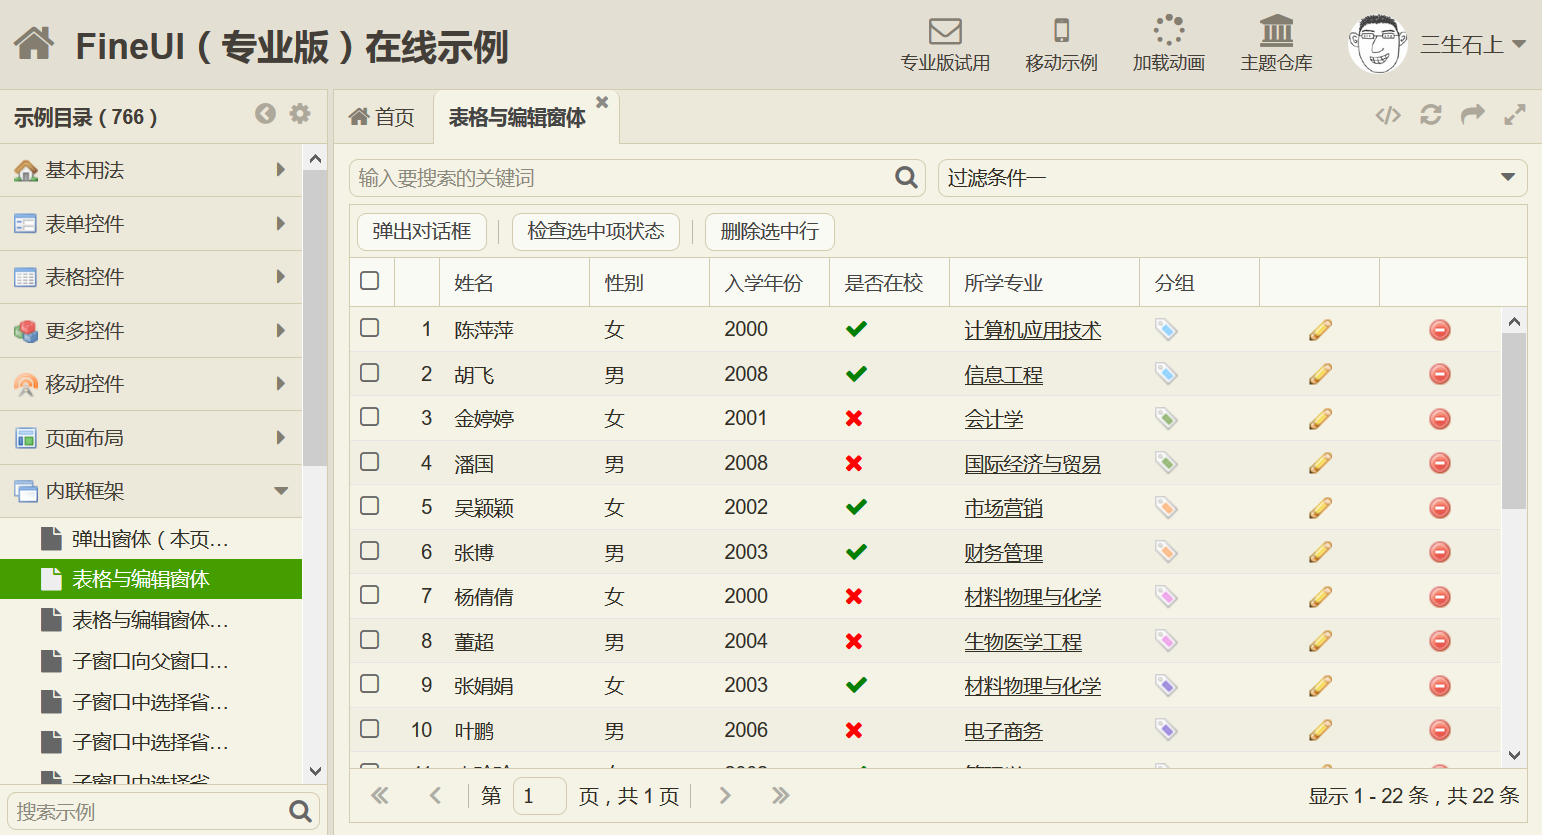 FineUI（专业版）在线示例
专业版试用 移动示例 加载动画 主题仓库 三生石上
示例目录（766）
基本用法
表单控件
表格控件
更多控件
移动控件
页面布局
内联框架
弹出窗体（本页…
表格与编辑窗体
表格与编辑窗体…
子窗口向父窗口…
子窗口中选择省…
子窗口中选择省…
子窗口中选择省
搜索示例
首页 表格与编辑窗体
输入要搜索的关键词 过滤条件一
弹出对话框 检查选中项状态 删除选中行
姓名 性别 入学年份 是否在校 所学专业 分组
1 陈萍萍 女 2000 计算机应用技术
2 胡飞 男 2008 信息工程
3 金婷婷 女 2001 会计学
4 潘国 男 2008 国际经济与贸易
5 吴颖颖 女 2002 市场营销
6 张博 男 2003 财务管理
7 杨倩倩 女 2000 材料物理与化学
8 董超 男 2004 生物医学工程
9 张娟娟 女 2003 材料物理与化学
10 叶鹏 男 2006 电子商务
第 1 页，共 1 页 显示 1 - 22 条，共 22 条